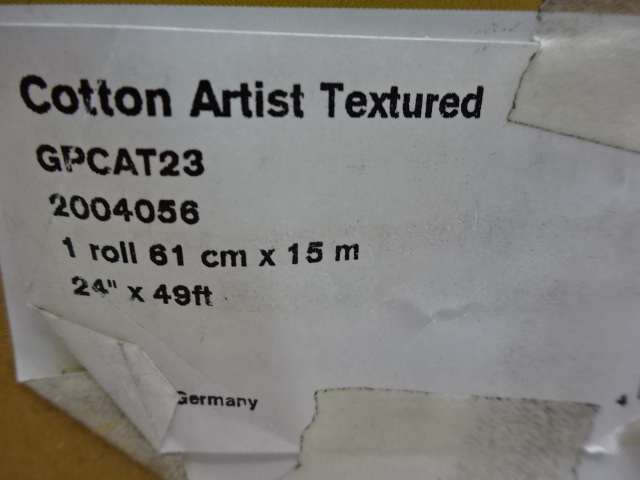 Cotton Artist Textured
GPCAT23
2004056
1 roll 61 cm x 15 m
24" x 49ft
Germany